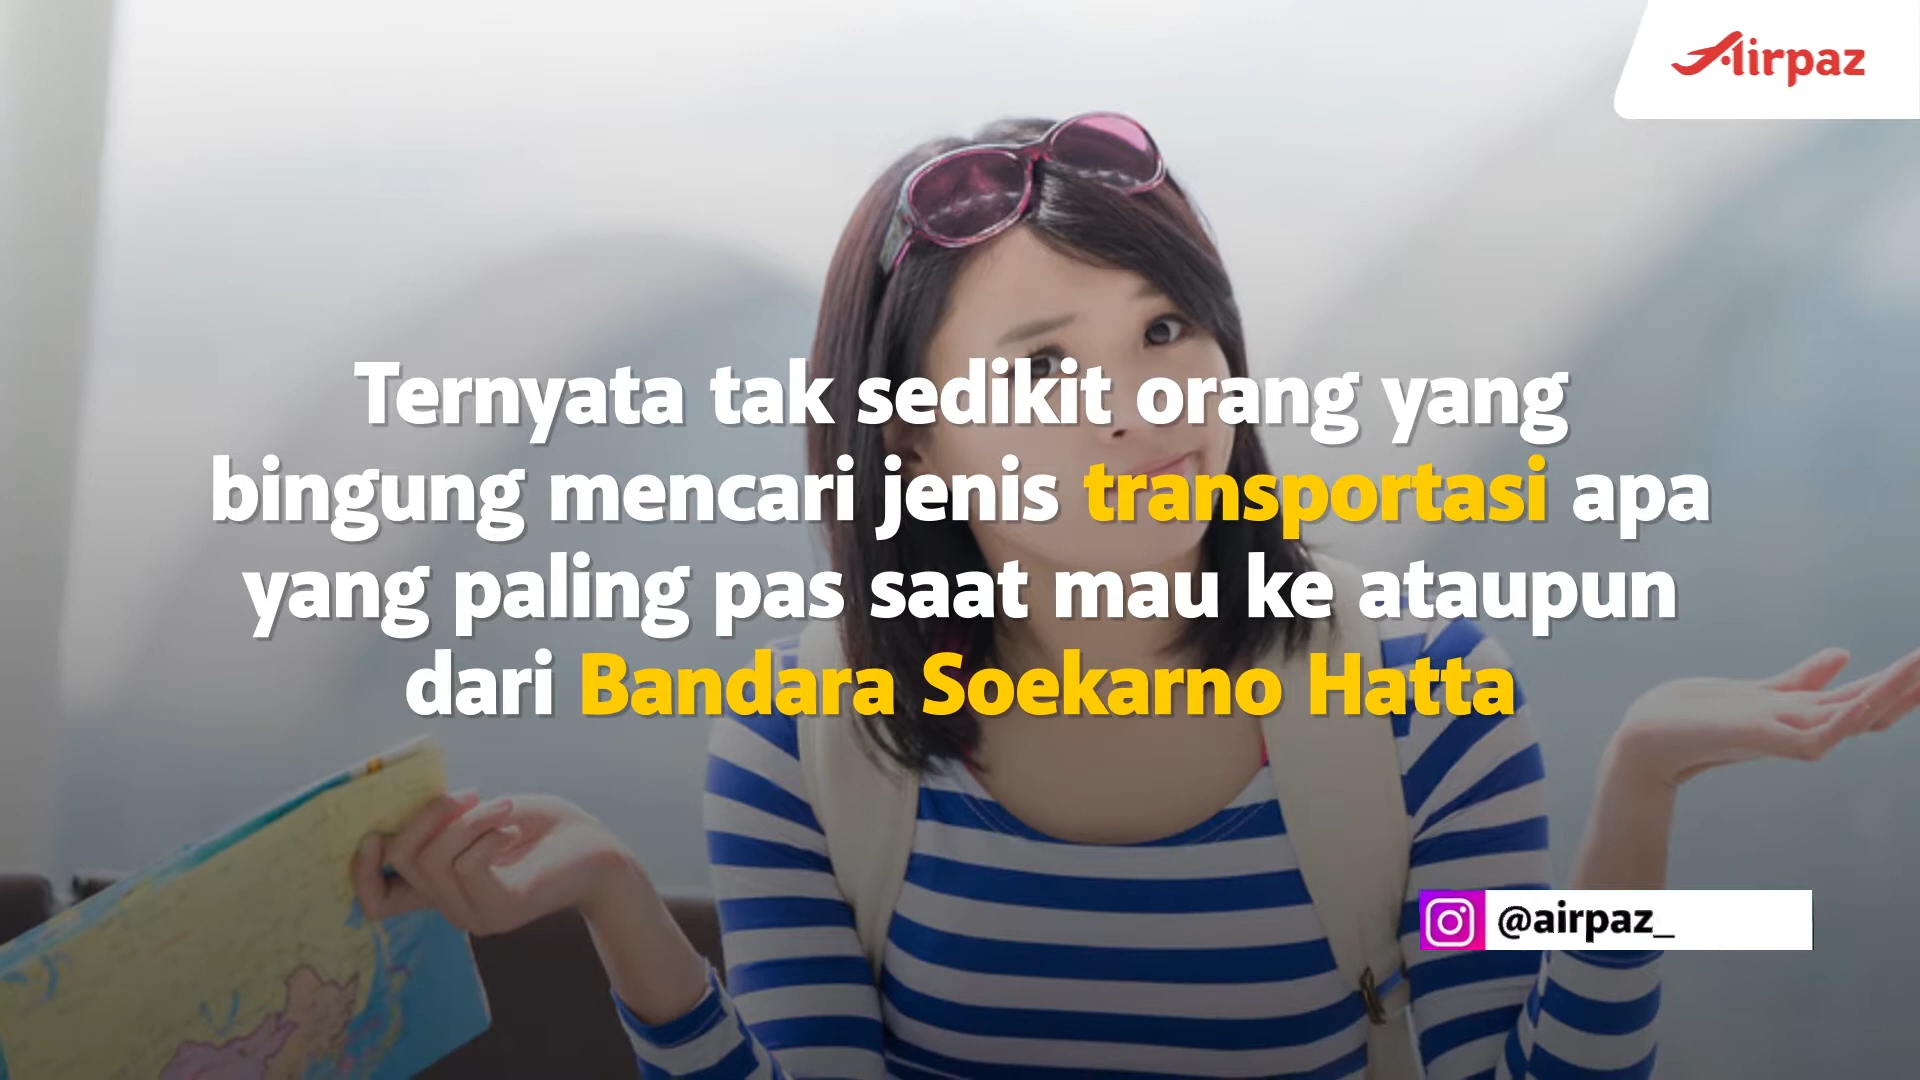 Airpaz
Ternyata tak sedikit orang yang
bingung mencari jenis transportasi apa
yang paling pas saat mau ke ataupun
dari Bandara Soekarno Hatta
@airpaz_